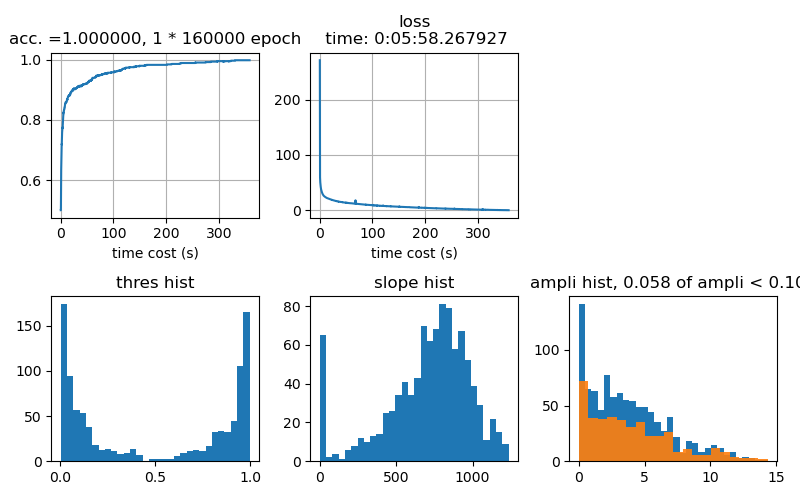 acc. =1.000000, 1 * 160000 epoch
1.0
0.8
0.6
0 100 200 300
time cost (s)
loss
time: 0:05:58.267927
200
100
0
0 100 200 300
time cost (s)
thres hist
150
100
50
0
0.0 0.5 1.0
slope hist
80
60
40
20
0
0 500 1000
ampli hist, 0.058 of ampli < 0.10
100
50
0
0 5 10 15